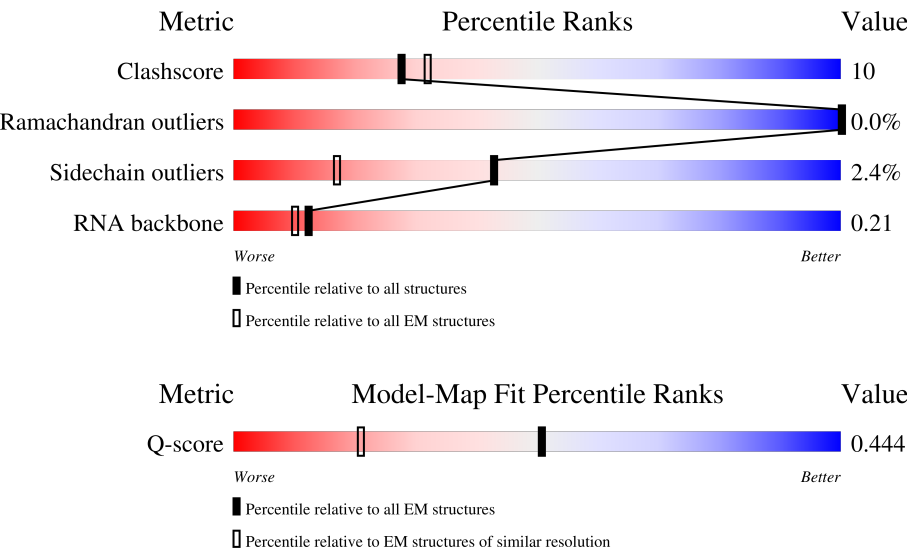 Metric Percentile Ranks Value
Clashscore 10
Ramachandran outliers 0.0%
Sidechain outliers 2.4%
RNA backbone 0.21
Worse Better
Percentile relative to all structures
Percentile relative to all EM structures
Metric Model-Map Fit Percentile Ranks Value
Q-score 0.444
Worse Better
Percentile relative to all EM structures
Percentile relative to EM structures of similar resolution